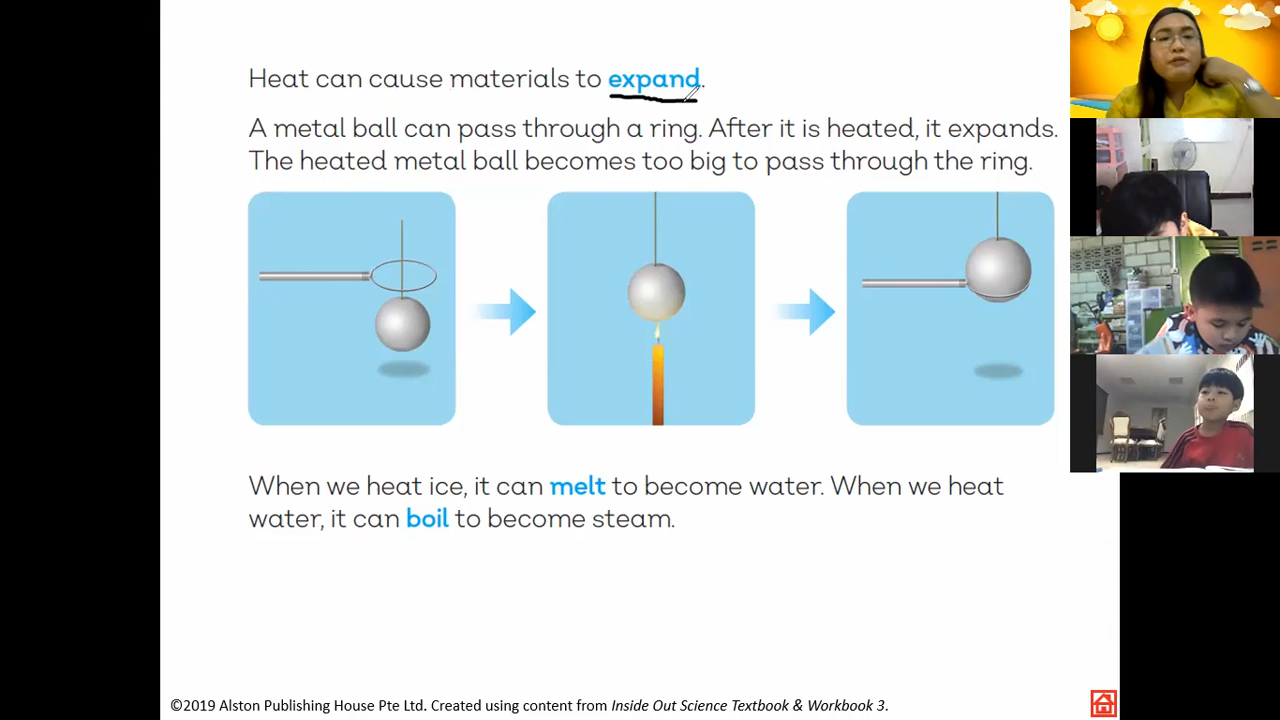 Heat can cause materials to expand.
A metal ball can pass through a ring. After it is heated, it expands.
The heated metal ball becomes too big to pass through the ring.
When we heat ice, it can melt to become water. When we heat
water, it can boil to become steam.
©2019 Alston Publishing House Pte Ltd. Created using content from Inside Out Science Textbook & Workbook 3.